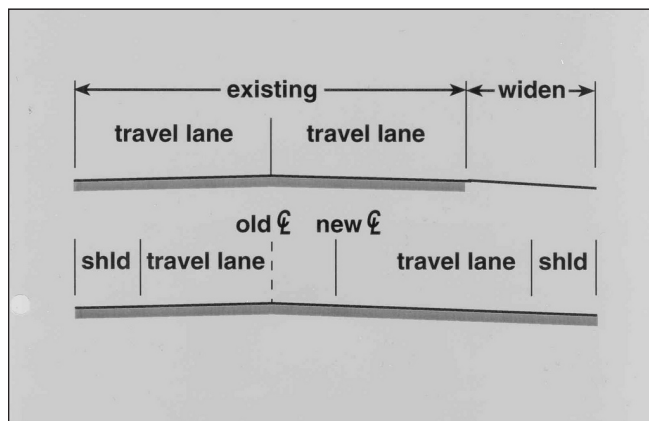 existing widen
travel lane travel lane
old ℄ new ℄
shld travel lane travel lane shld